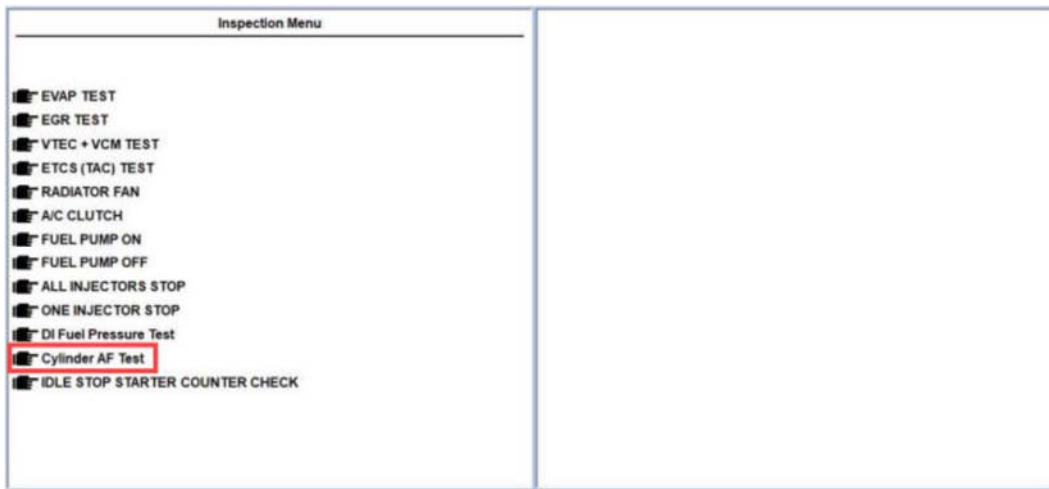 Inspection Menu
EVAP TEST
EGR TEST
VTEC + VCM TEST
ETCS (TAC) TEST
RADIATOR FAN
A/C CLUTCH
FUEL PUMP ON
FUEL PUMP OFF
ALL INJECTORS STOP
ONE INJECTOR STOP
DI Fuel Pressure Test
Cylinder AF Test
IDLE STOP STARTER COUNTER CHECK